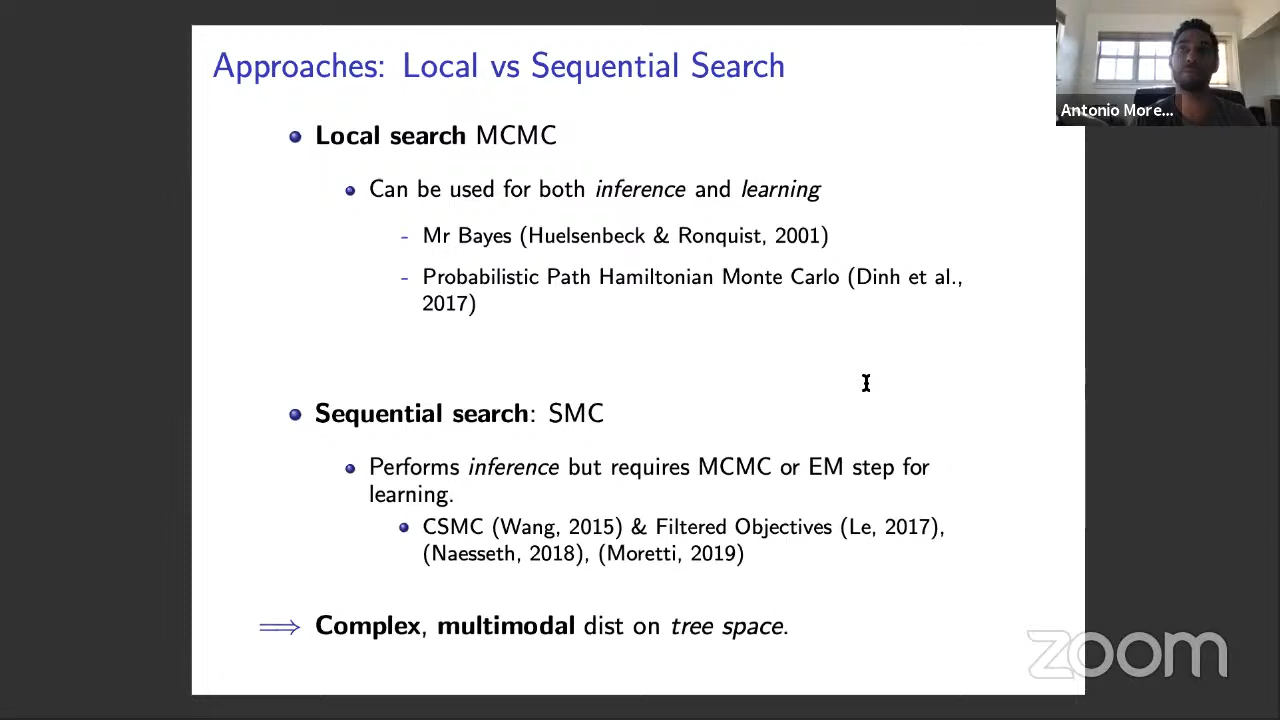 Approaches: Local vs Sequential Search
Antonio More...
Local search MCMC
Can be used for both inference and learning
- Mr Bayes (Huelsenbeck & Ronquist, 2001)
- Probabilistic Path Hamiltonian Monte Carlo (Dinh et al.,
2017)
Sequential search: SMC
Performs inference but requires MCMC or EM step for
learning.
CSMC (Wang, 2015) & Filtered Objectives (Le, 2017),
(Naesseth, 2018), (Moretti, 2019)
⟹ Complex, multimodal dist on tree space.
zoom